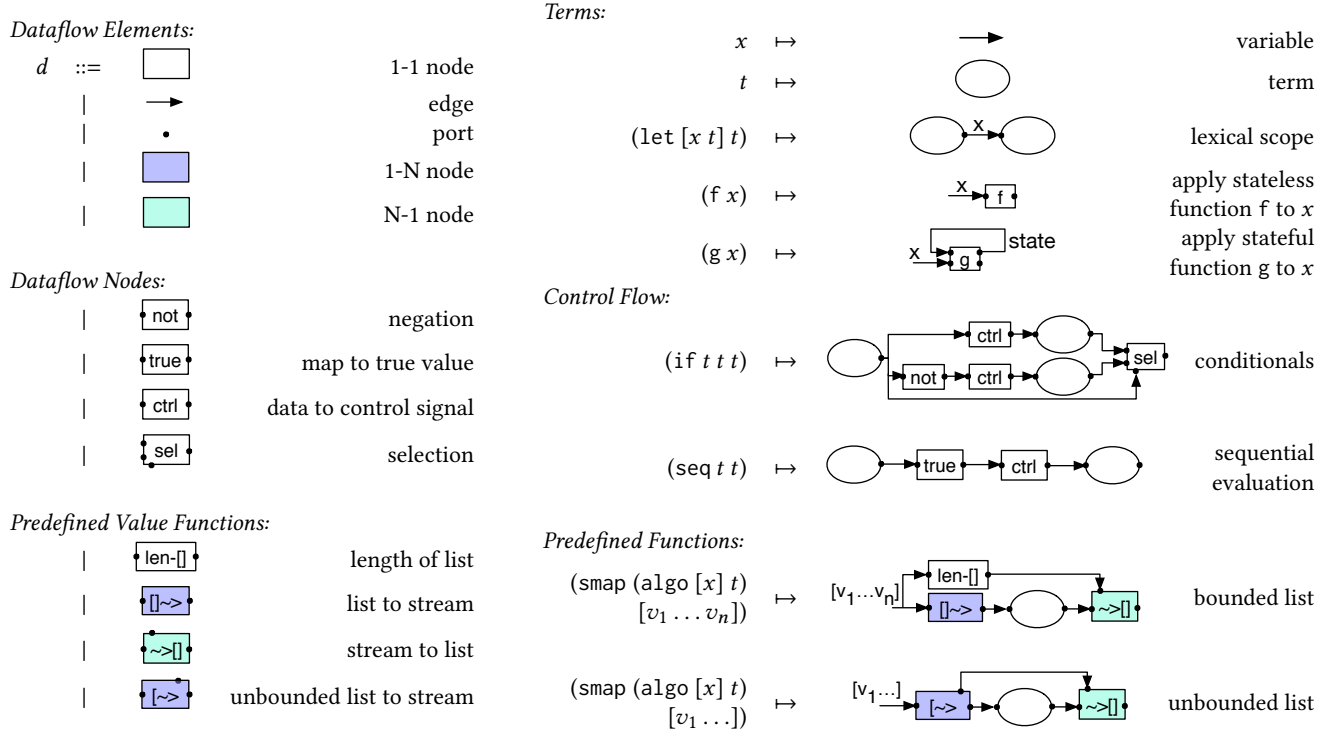 Dataflow Elements:
d ::= 1-1 node
| edge
| port
| 1-N node
| N-1 node
Dataflow Nodes:
| not negation
| true map to true value
| ctrl data to control signal
| sel selection
Predefined Value Functions:
| len-[] length of list
| []~> list to stream
| ~>[] stream to list
| [~> unbounded list to stream
Terms:
x ↦ variable
t ↦ term
(let [x t] t) ↦ x lexical scope
(f x) ↦ x f apply stateless
function f to x
(g x) ↦ x g state apply stateful
function g to x
Control Flow:
(if t t t) ↦ ctrl not ctrl sel conditionals
(seq t t) ↦ true ctrl sequential
evaluation
Predefined Functions:
(smap (algo [x] t)
[v1 . . . vn]) ↦ [v1...vn] len-[] []~> ~>[] bounded list
(smap (algo [x] t)
[v1 . . .]) ↦ [v1...] [~> ~>[] unbounded list